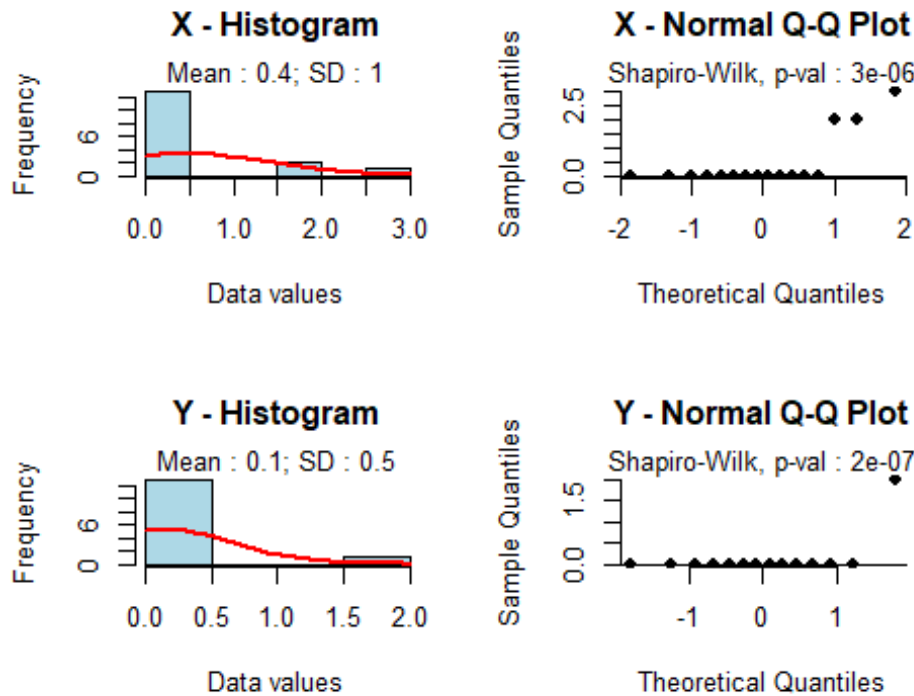 X - Histogram
Mean : 0.4; SD : 1
Frequency
0 6
0.0 1.0 2.0 3.0
Data values
X - Normal Q-Q Plot
Shapiro-Wilk, p-val : 3e-06
Sample Quantiles
0.0 2.5
-2 -1 0 1 2
Theoretical Quantiles
Y - Histogram
Mean : 0.1; SD : 0.5
Frequency
0 6
0.0 0.5 1.0 1.5 2.0
Data values
Y - Normal Q-Q Plot
Shapiro-Wilk, p-val : 2e-07
Sample Quantiles
0.0 1.5
-1 0 1
Theoretical Quantiles